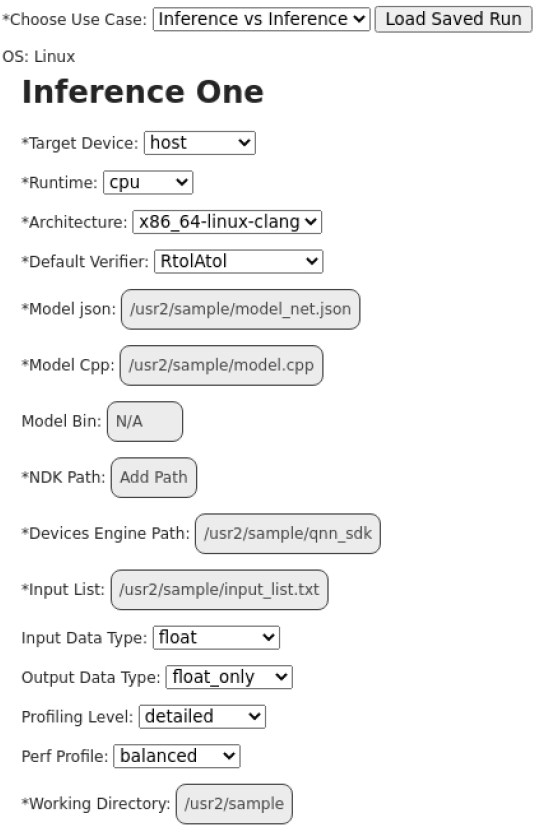 *Choose Use Case: Inference vs Inference Load Saved Run
OS: Linux
Inference One
*Target Device: host
*Runtime: cpu
*Architecture: x86_64-linux-clang
*Default Verifier: RtolAtol
*Model json: /usr2/sample/model_net.json
*Model Cpp: /usr2/sample/model.cpp
Model Bin: N/A
*NDK Path: Add Path
*Devices Engine Path: /usr2/sample/qnn_sdk
*Input List: /usr2/sample/input_list.txt
Input Data Type: float
Output Data Type: float_only
Profiling Level: detailed
Perf Profile: balanced
*Working Directory: /usr2/sample